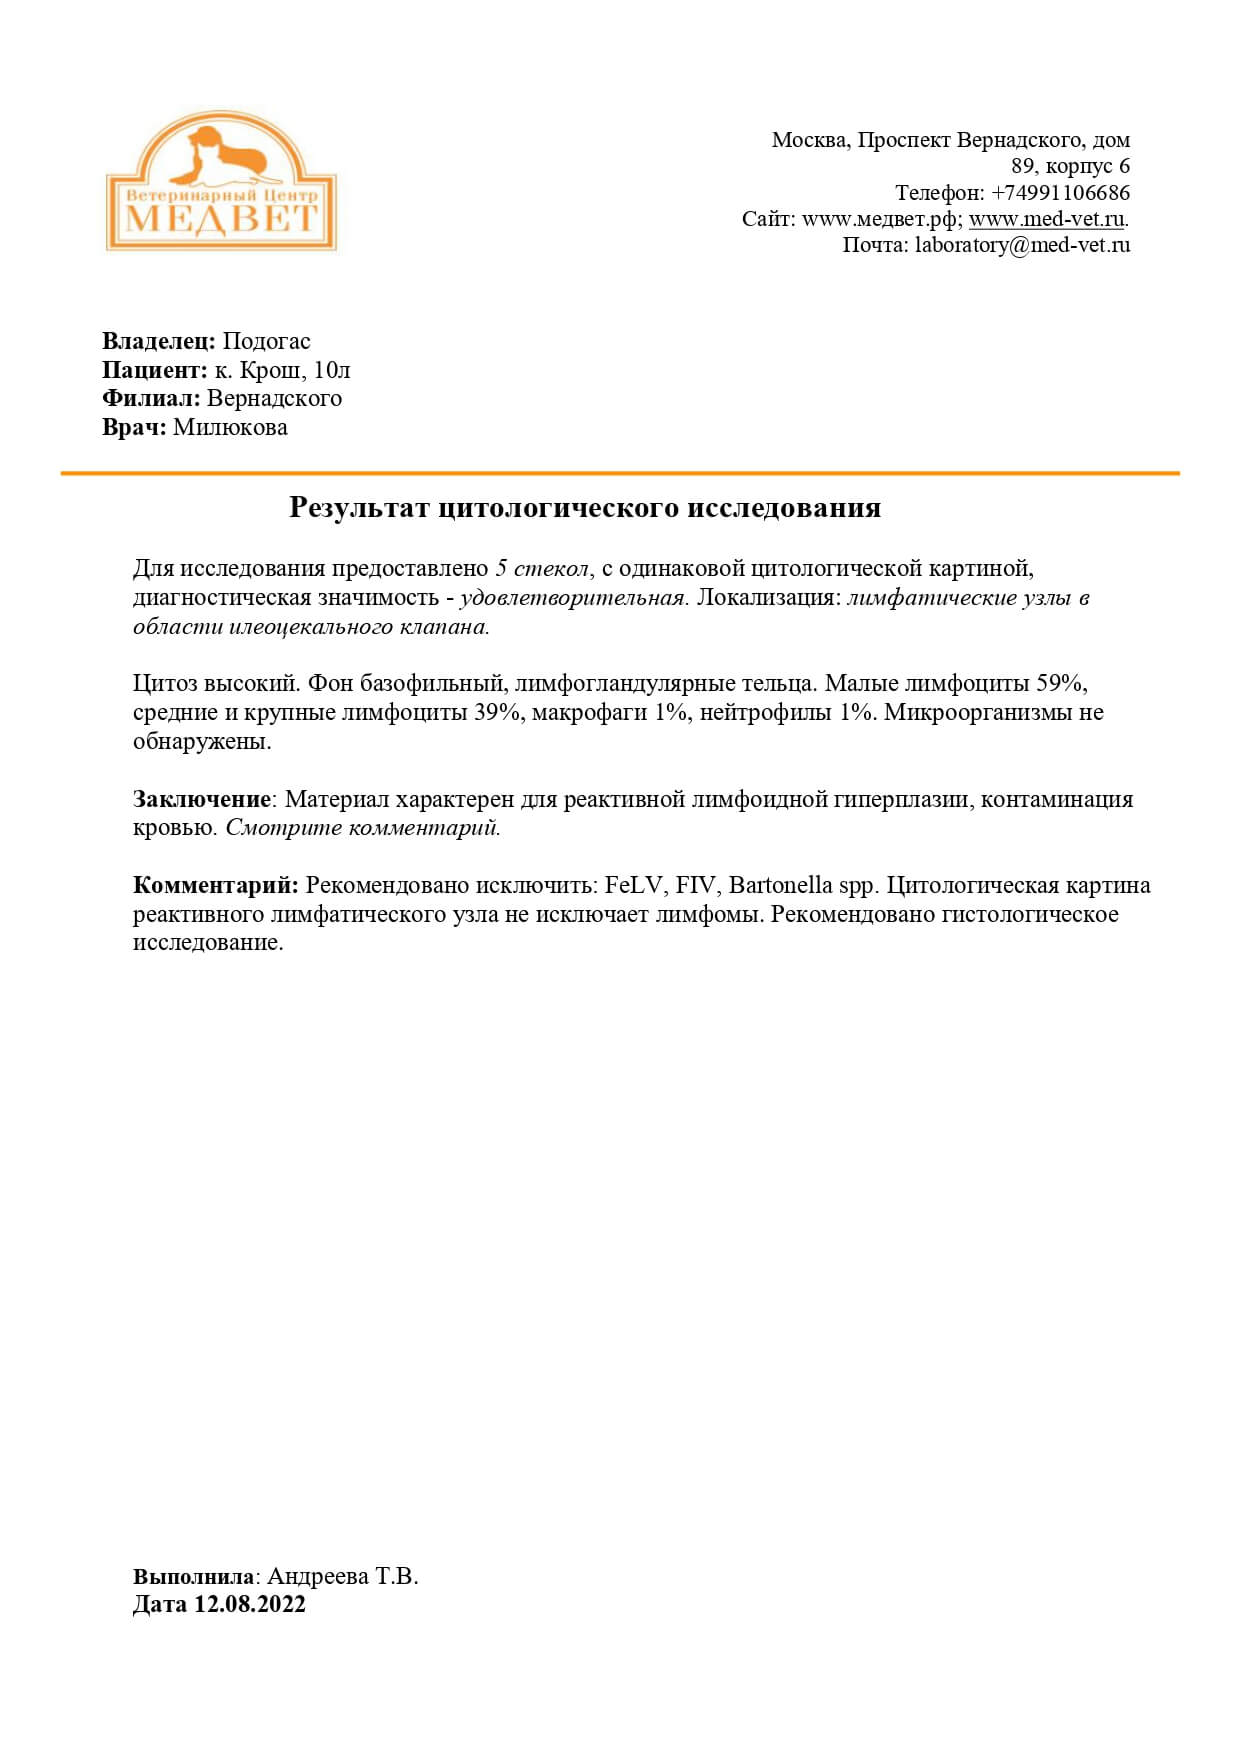 Ветеринарный Центр
МЕДВЕТ
Москва, Проспект Вернадского, дом
89, корпус 6
Телефон: +74991106686
Сайт: www.медвет.рф; www.med-vet.ru.
Почта: laboratory@med-vet.ru
Владелец: Подогас
Пациент: к. Крош, 10л
Филиал: Вернадского
Врач: Милюкова
Результат цитологического исследования
Для исследования предоставлено 5 стекол, с одинаковой цитологической картиной,
диагностическая значимость - удовлетворительная. Локализация: лимфатические узлы в
области илеоцекального клапана.
Цитоз высокий. Фон базофильный, лимфогландулярные тельца. Малые лимфоциты 59%,
средние и крупные лимфоциты 39%, макрофаги 1%, нейтрофилы 1%. Микроорганизмы не
обнаружены.
Заключение: Материал характерен для реактивной лимфоидной гиперплазии, контаминация
кровью. Смотрите комментарий.
Комментарий: Рекомендовано исключить: FeLV, FIV, Bartonella spp. Цитологическая картина
реактивного лимфатического узла не исключает лимфомы. Рекомендовано гистологическое
исследование.
Выполнила: Андреева Т.В.
Дата 12.08.2022